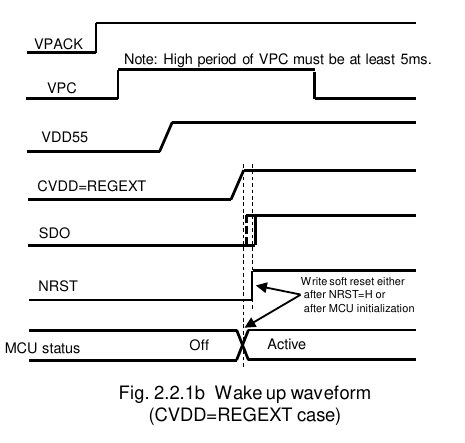 VPACK
Note: High period of VPC must be at least 5ms.
VPC
VDD55
CVDD=REGEXT
SDO
NRST
Write soft reset either
after NRST=H or
after MCU initialization
MCU status
Off
Active
Fig. 2.2.1b Wake up waveform
(CVDD=REGEXT case)